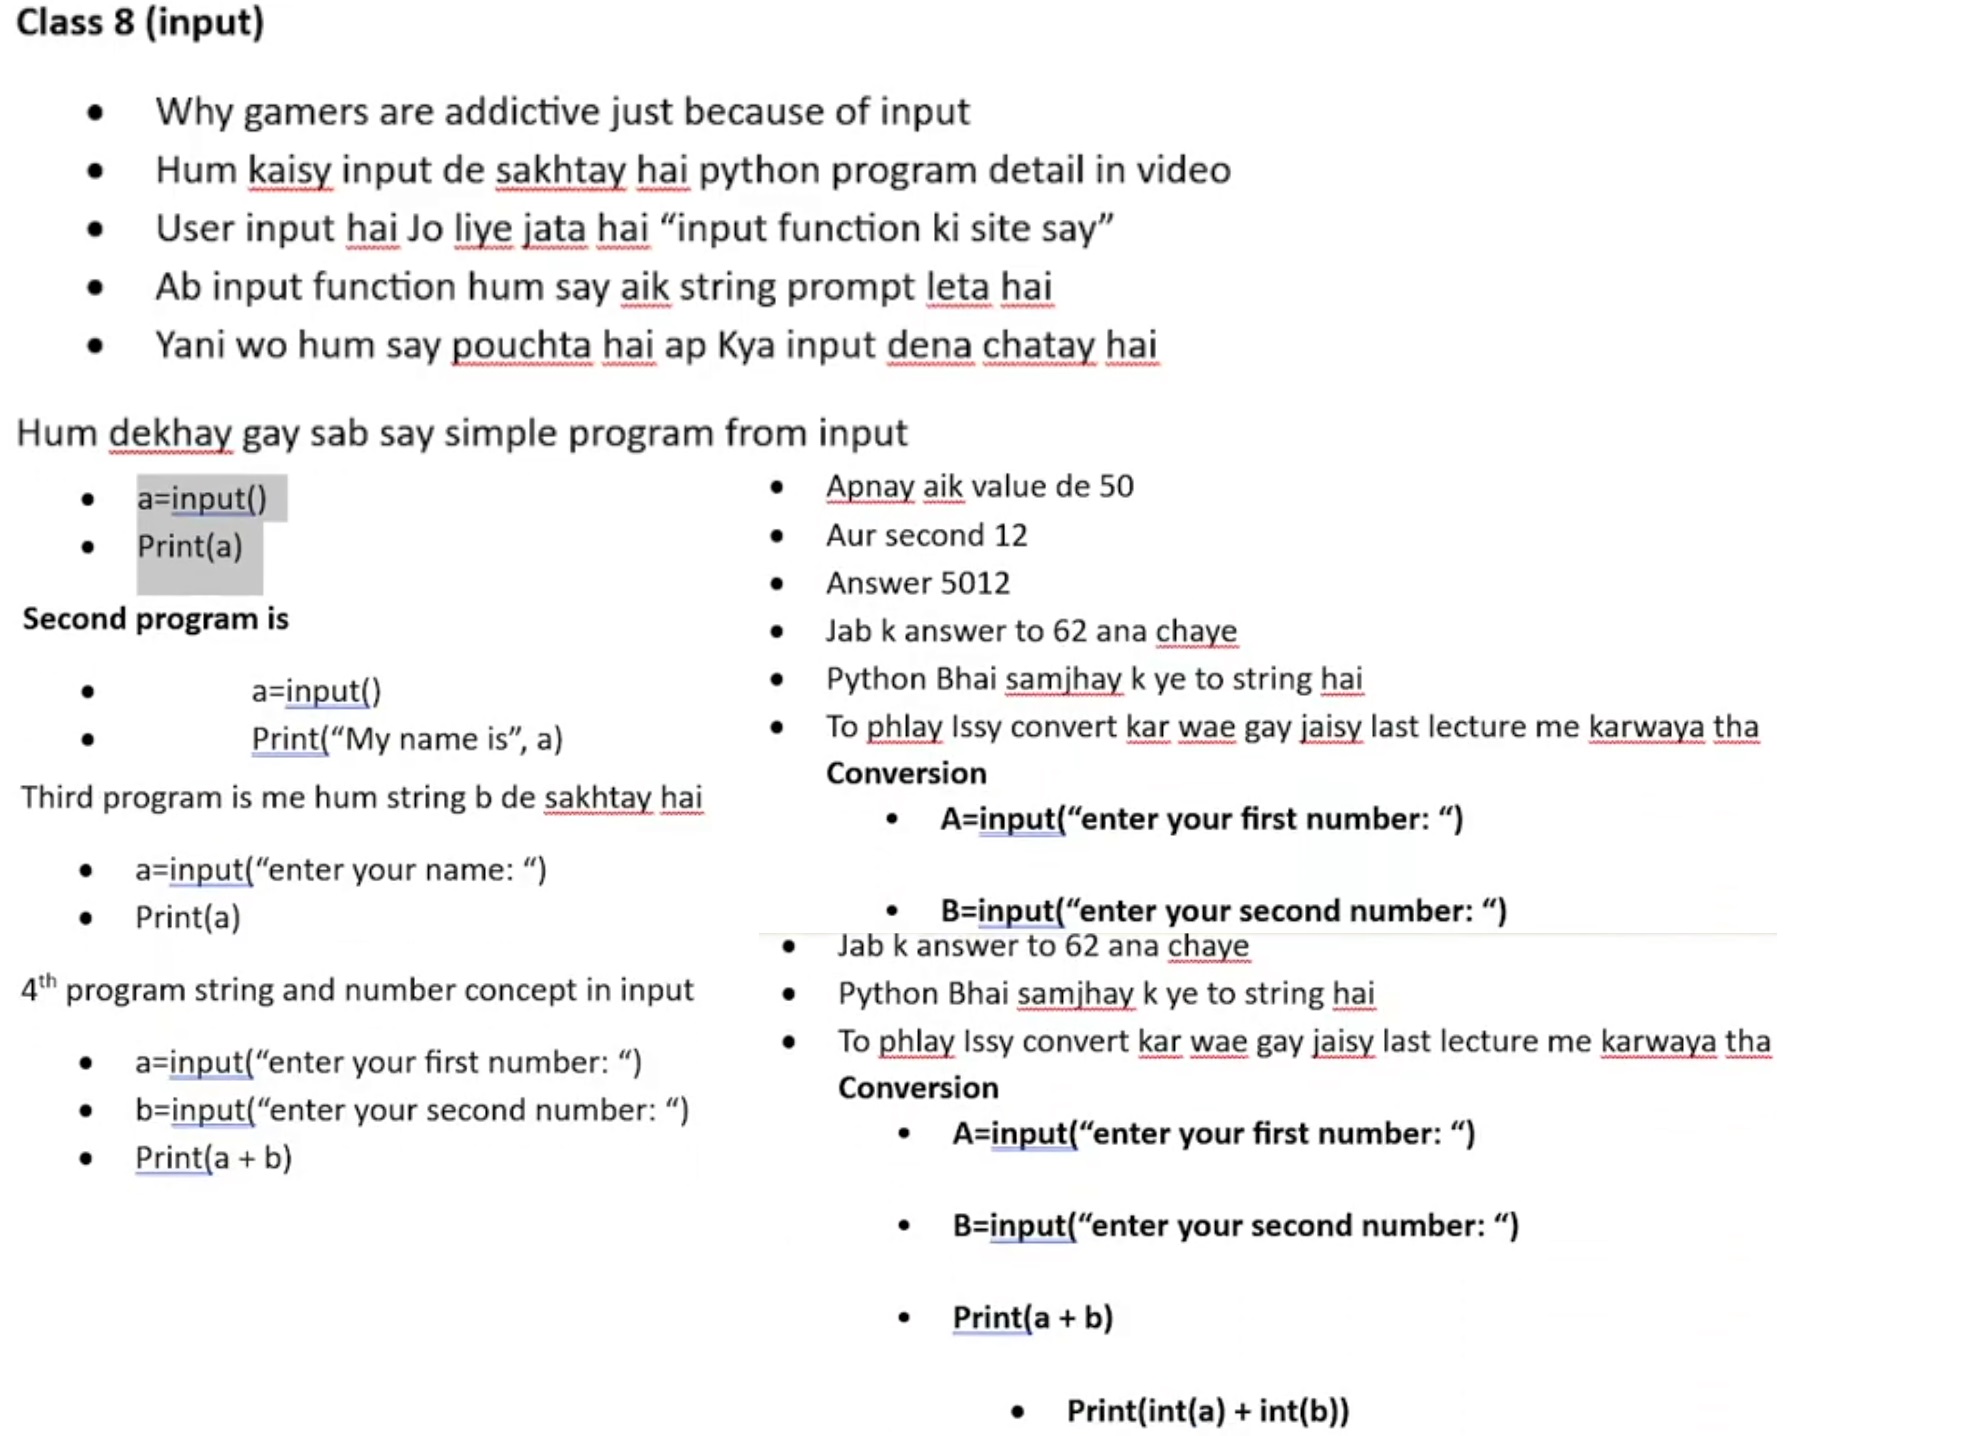 Class 8 (input)
• Why gamers are addictive just because of input
• Hum kaisy input de sakhtay hai python program detail in video
• User input hai Jo liye jata hai “input function ki site say”
• Ab input function hum say aik string prompt leta hai
• Yani wo hum say pouchta hai ap Kya input dena chatay hai
Hum dekhay gay sab say simple program from input
• a=input()
• Print(a)
Second program is
• a=input()
• Print(“My name is”, a)
Third program is me hum string b de sakhtay hai
• a=input(“enter your name: “)
• Print(a)
4th program string and number concept in input
• a=input(“enter your first number: “)
• b=input(“enter your second number: “)
• Print(a + b)
• Apnay aik value de 50
• Aur second 12
• Answer 5012
• Jab k answer to 62 ana chaye
• Python Bhai samjhay k ye to string hai
• To phlay Issy convert kar wae gay jaisy last lecture me karwaya tha
Conversion
• A=input(“enter your first number: “)
• B=input(“enter your second number: “)
• Jab k answer to 62 ana chaye
• Python Bhai samjhay k ye to string hai
• To phlay Issy convert kar wae gay jaisy last lecture me karwaya tha
Conversion
• A=input(“enter your first number: “)
• B=input(“enter your second number: “)
• Print(a + b)
• Print(int(a) + int(b))